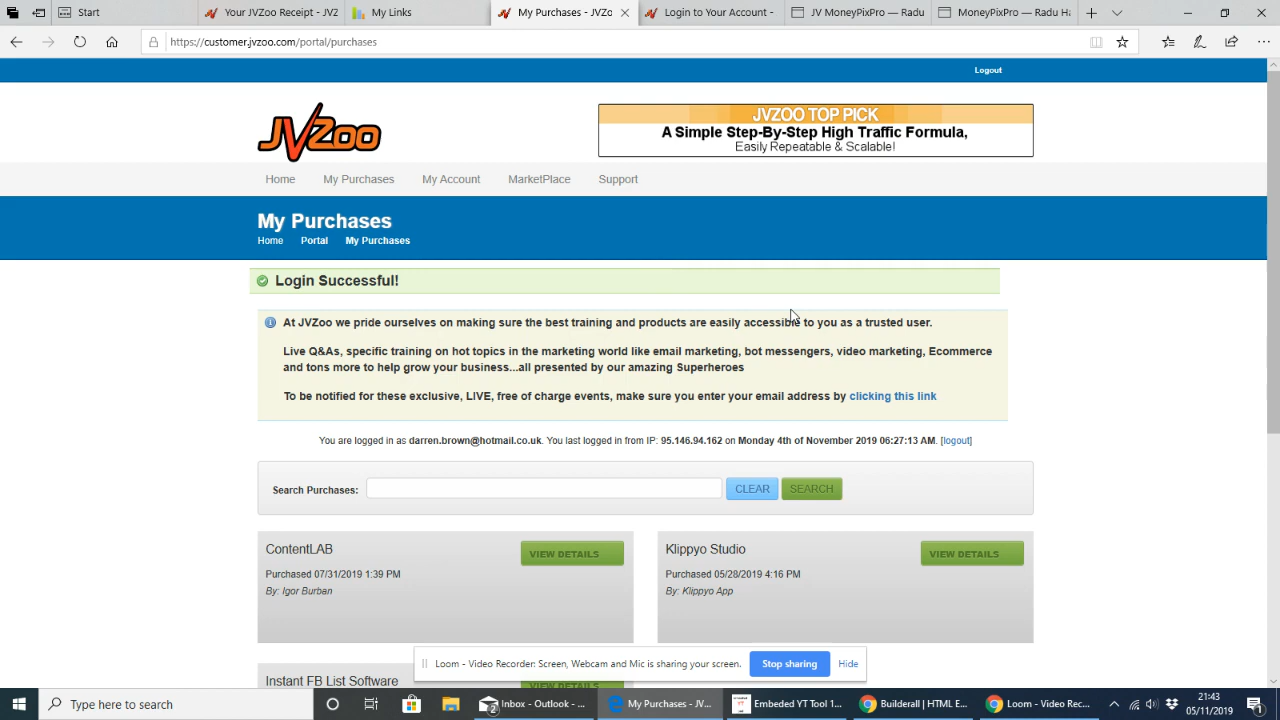 Start
Your JVZoo Receipt - JVZ
My Links
My Purchases - JVZo
Login to Your Account -
JV MoneyPixPro — Radu
MoneyPixPro — Radu Ha
https://customer.jvzoo.com/portal/purchases
Logout
JVZoo
JVZOO TOP PICK
A Simple Step-By-Step High Traffic Formula,
Easily Repeatable & Scalable!
Home
My Purchases
My Account
MarketPlace
Support
My Purchases
Home Portal My Purchases
Login Successful!
At JVZoo we pride ourselves on making sure the best training and products are easily accessible to you as a trusted user.
Live Q&As, specific training on hot topics in the marketing world like email marketing, bot messengers, video marketing, Ecommerce
and tons more to help grow your business...all presented by our amazing Superheroes
To be notified for these exclusive, LIVE, free of charge events, make sure you enter your email address by clicking this link
You are logged in as darren.brown@hotmail.co.uk. You last logged in from IP: 95.146.94.162 on Monday 4th of November 2019 06:27:13 AM. [logout]
Search Purchases:
CLEAR
SEARCH
ContentLAB
VIEW DETAILS
Purchased 07/31/2019 1:39 PM
By: Igor Burban
Klippyo Studio
VIEW DETAILS
Purchased 05/28/2019 4:16 PM
By: Klippyo App
Loom - Video Recorder: Screen, Webcam and Mic is sharing your screen.
Stop sharing
Hide
Instant FB List Software
VIEW DETAILS
Type here to search
2
Inbox - Outlook - ...
My Purchases - JV...
Embeded YT Tool 1...
Builderall | HTML E...
Loom - Video Rec...
21:43
05/11/2019
1